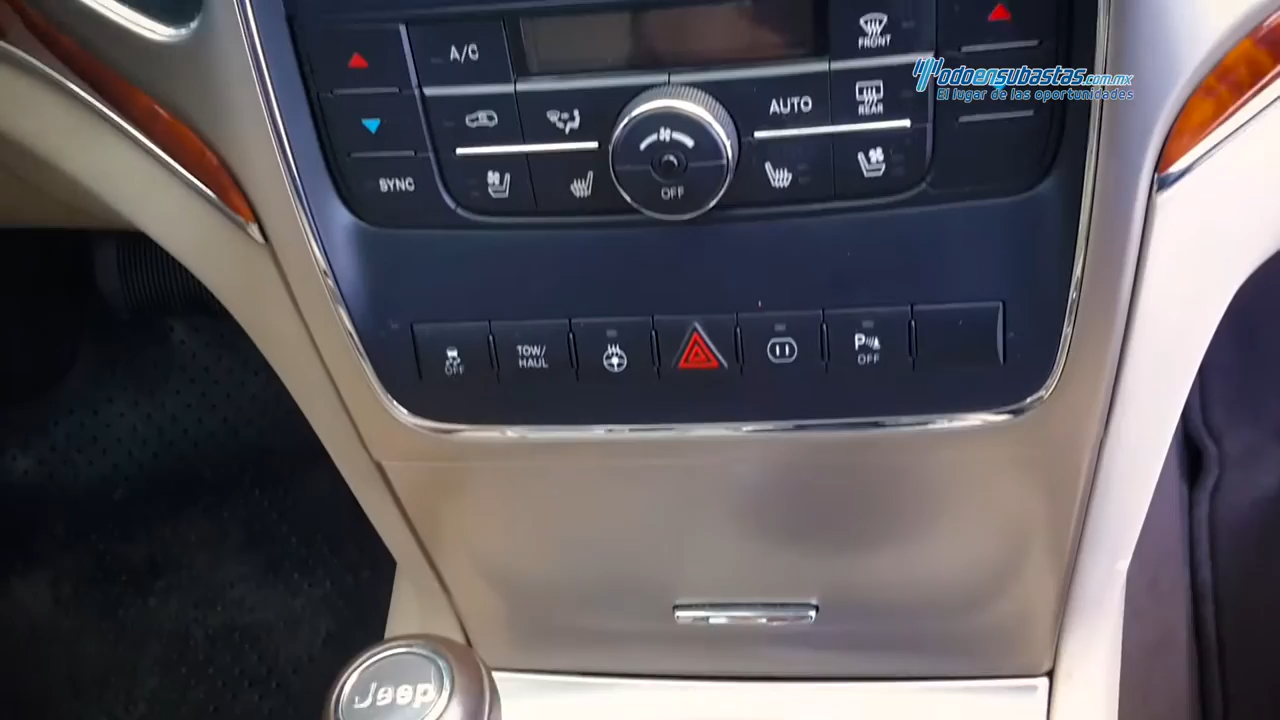 A/C
FRONT
Todoensubastas.com.mx
El lugar de las oportunidades
AUTO
REAR
SYNC
OFF
OFF
TOW/
HAUL
P
OFF
Jeep